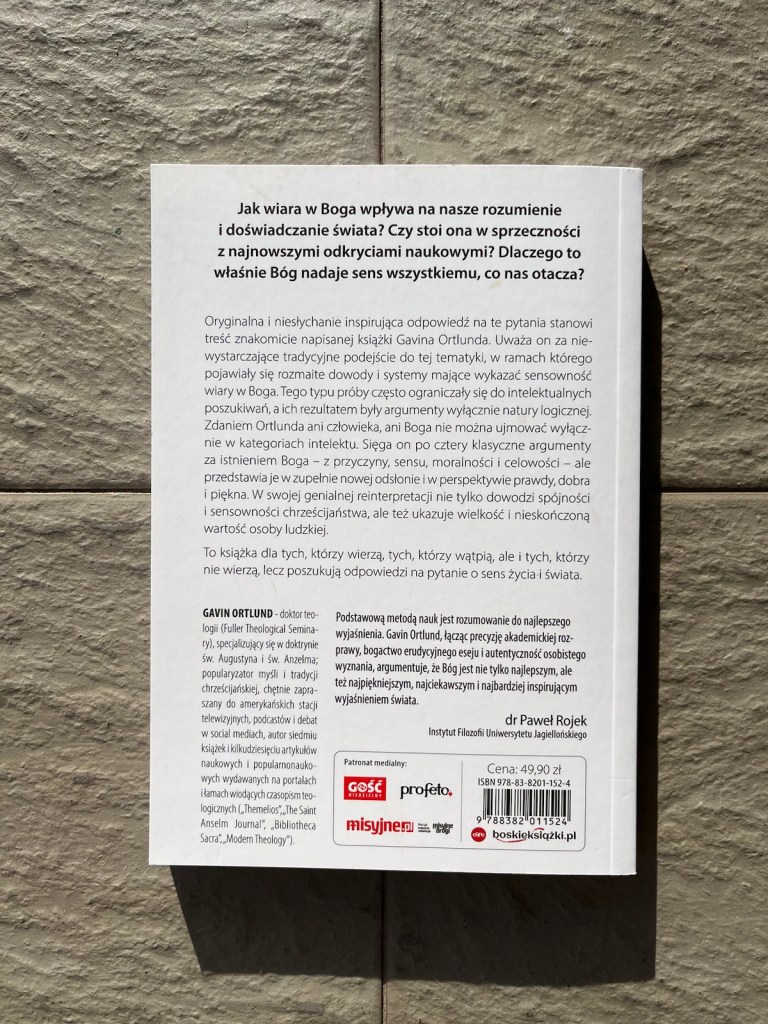 Jak wiara w Boga wpływa na nasze rozumienie
i doświadczanie świata? Czy stoi ona w sprzeczności
z najnowszymi odkryciami naukowymi? Dlaczego to
właśnie Bóg nadaje sens wszystkiemu, co nas otacza?
Oryginalna i niesłychanie inspirująca odpowiedź na te pytania stanowi
treść znakomicie napisanej książki Gavina Ortlunda. Uważa on za nie-
wystarczające tradycyjne podejście do tej tematyki, w ramach którego
pojawiały się rozmaite dowody i systemy mające wykazać sensowność
wiary w Boga. Tego typu próby często ograniczały się do intelektualnych
poszukiwań, a ich rezultatem były argumenty wyłącznie natury logicznej.
Zdaniem Ortlunda ani człowieka, ani Boga nie można ujmować wyłącz-
nie w kategoriach intelektu. Sięga on po cztery klasyczne argumenty
za istnieniem Boga – z przyczyny, sensu, moralności i celowości – ale
przedstawia je w zupełnie nowej odsłonie i w perspektywie prawdy, dobra
i piękna. W swojej genialnej reinterpretacji nie tylko dowodzi spójności
i sensowności chrześcijaństwa, ale też ukazuje wielkość i nieskończoną
wartość osoby ludzkiej.
To książka dla tych, którzy wierzą, tych, którzy wątpią, ale i tych, którzy
nie wierzą, lecz poszukują odpowiedzi na pytanie o sens życia i świata.
GAVIN ORTLUND – doktor teo-
logii (Fuller Theological Semina-
ry), specjalizujący się w doktrynie
św. Augustyna i św. Anzelma;
popularyzator myśli i tradycji
chrześcijańskiej, chętnie zapra-
szany do amerykańskich stacji
telewizyjnych, podcastów i debat
w social mediach, autor siedmiu
książek i kilkudziesięciu artykułów
naukowych i popularnonauko-
wych wydawanych na portalach
i łamach wiodących czasopism teo-
logicznych („Themelios”, „The Saint
Anselm Journal”, „Bibliotheca
Sacra”, „Modern Theology”).
Podstawową metodą nauk jest rozumowanie do najlepszego
wyjaśnienia. Gavin Ortlund, łącząc precyzję akademickiej roz-
prawy, bogactwo erudycyjnego eseju i autentyczność osobistego
wyznania, argumentuje, że Bóg jest nie tylko najlepszym, ale
też najpiękniejszym, najciekawszym i najbardziej inspirującym
wyjaśnieniem świata.
dr Paweł Rojek
Instytut Filozofii Uniwersytetu Jagiellońskiego
Patronat medialny:
GOŚĆ
NIEDZIELNY
profeto.
misyjne.pl
misyjne
drogi
Cena: 49,90 zł
ISBN 978-83-8201-152-4
9 788382 011524
eSPe
boskieksiążki.pl